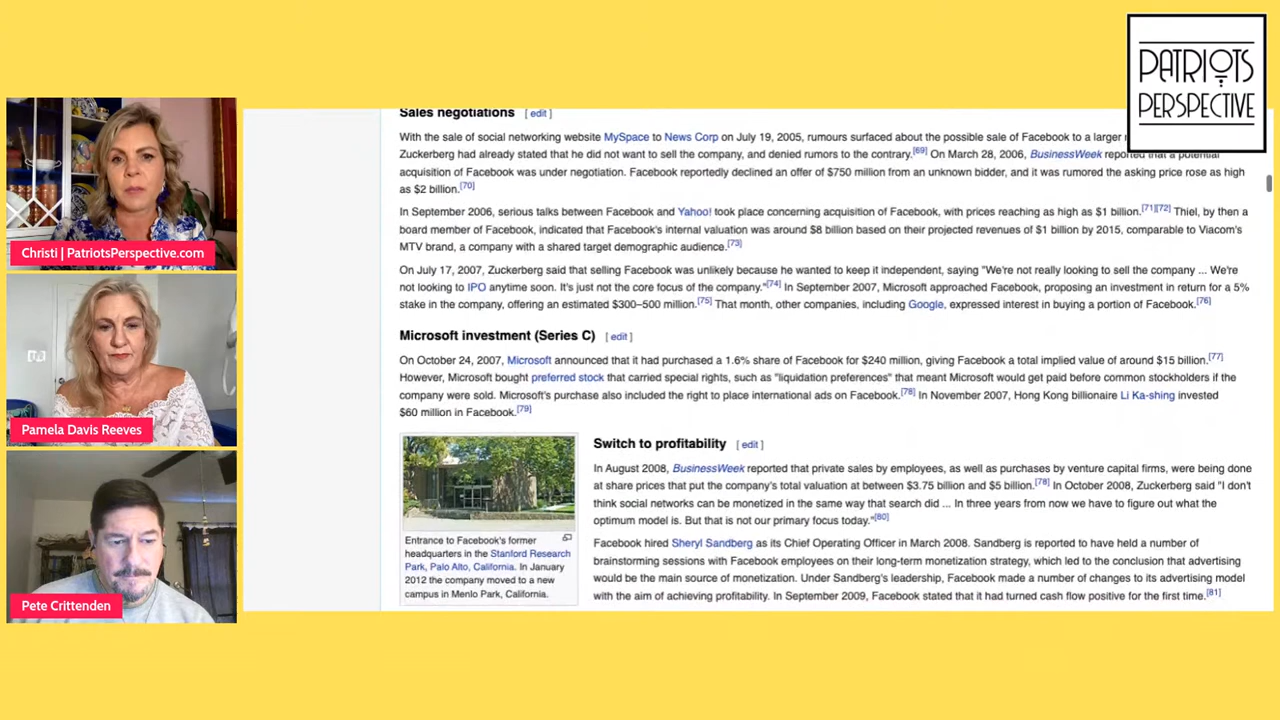 PATRIOTS
PERSPECTIVE
Christi | PatriotsPerspective.com
Pamela Davis Reeves
Pete Crittenden
Sales negotiations [ edit ]
With the sale of social networking website MySpace to News Corp on July 19, 2005, rumours surfaced about the possible sale of Facebook to a larger
Zuckerberg had already stated that he did not want to sell the company, and denied rumors to the contrary.[69] On March 28, 2006, BusinessWeek reported that a potential
acquisition of Facebook was under negotiation. Facebook reportedly declined an offer of $750 million from an unknown bidder, and it was rumored the asking price rose as high
as $2 billion.[70]
In September 2006, serious talks between Facebook and Yahoo! took place concerning acquisition of Facebook, with prices reaching as high as $1 billion.[71][72] Thiel, by then a
board member of Facebook, indicated that Facebook's internal valuation was around $8 billion based on their projected revenues of $1 billion by 2015, comparable to Viacom's
MTV brand, a company with a shared target demographic audience.[73]
On July 17, 2007, Zuckerberg said that selling Facebook was unlikely because he wanted to keep it independent, saying "We're not really looking to sell the company ... We're
not looking to IPO anytime soon. It's just not the core focus of the company."[74] In September 2007, Microsoft approached Facebook, proposing an investment in return for a 5%
stake in the company, offering an estimated $300–500 million.[75] That month, other companies, including Google, expressed interest in buying a portion of Facebook.[76]
Microsoft investment (Series C) [ edit ]
On October 24, 2007, Microsoft announced that it had purchased a 1.6% share of Facebook for $240 million, giving Facebook a total implied value of around $15 billion.[77]
However, Microsoft bought preferred stock that carried special rights, such as "liquidation preferences" that meant Microsoft would get paid before common stockholders if the
company were sold. Microsoft's purchase also included the right to place international ads on Facebook.[78] In November 2007, Hong Kong billionaire Li Ka-shing invested
$60 million in Facebook.[79]
Entrance to Facebook's former
headquarters in the Stanford Research
Park, Palo Alto, California. In January
2012 the company moved to a new
campus in Menlo Park, California.
Switch to profitability [ edit ]
In August 2008, BusinessWeek reported that private sales by employees, as well as purchases by venture capital firms, were being done
at share prices that put the company's total valuation at between $3.75 billion and $5 billion.[78] In October 2008, Zuckerberg said "I don't
think social networks can be monetized in the same way that search did ... In three years from now we have to figure out what the
optimum model is. But that is not our primary focus today."[80]
Facebook hired Sheryl Sandberg as its Chief Operating Officer in March 2008. Sandberg is reported to have held a number of
brainstorming sessions with Facebook employees on their long-term monetization strategy, which led to the conclusion that advertising
would be the main source of monetization. Under Sandberg's leadership, Facebook made a number of changes to its advertising model
with the aim of achieving profitability. In September 2009, Facebook stated that it had turned cash flow positive for the first time.[81]